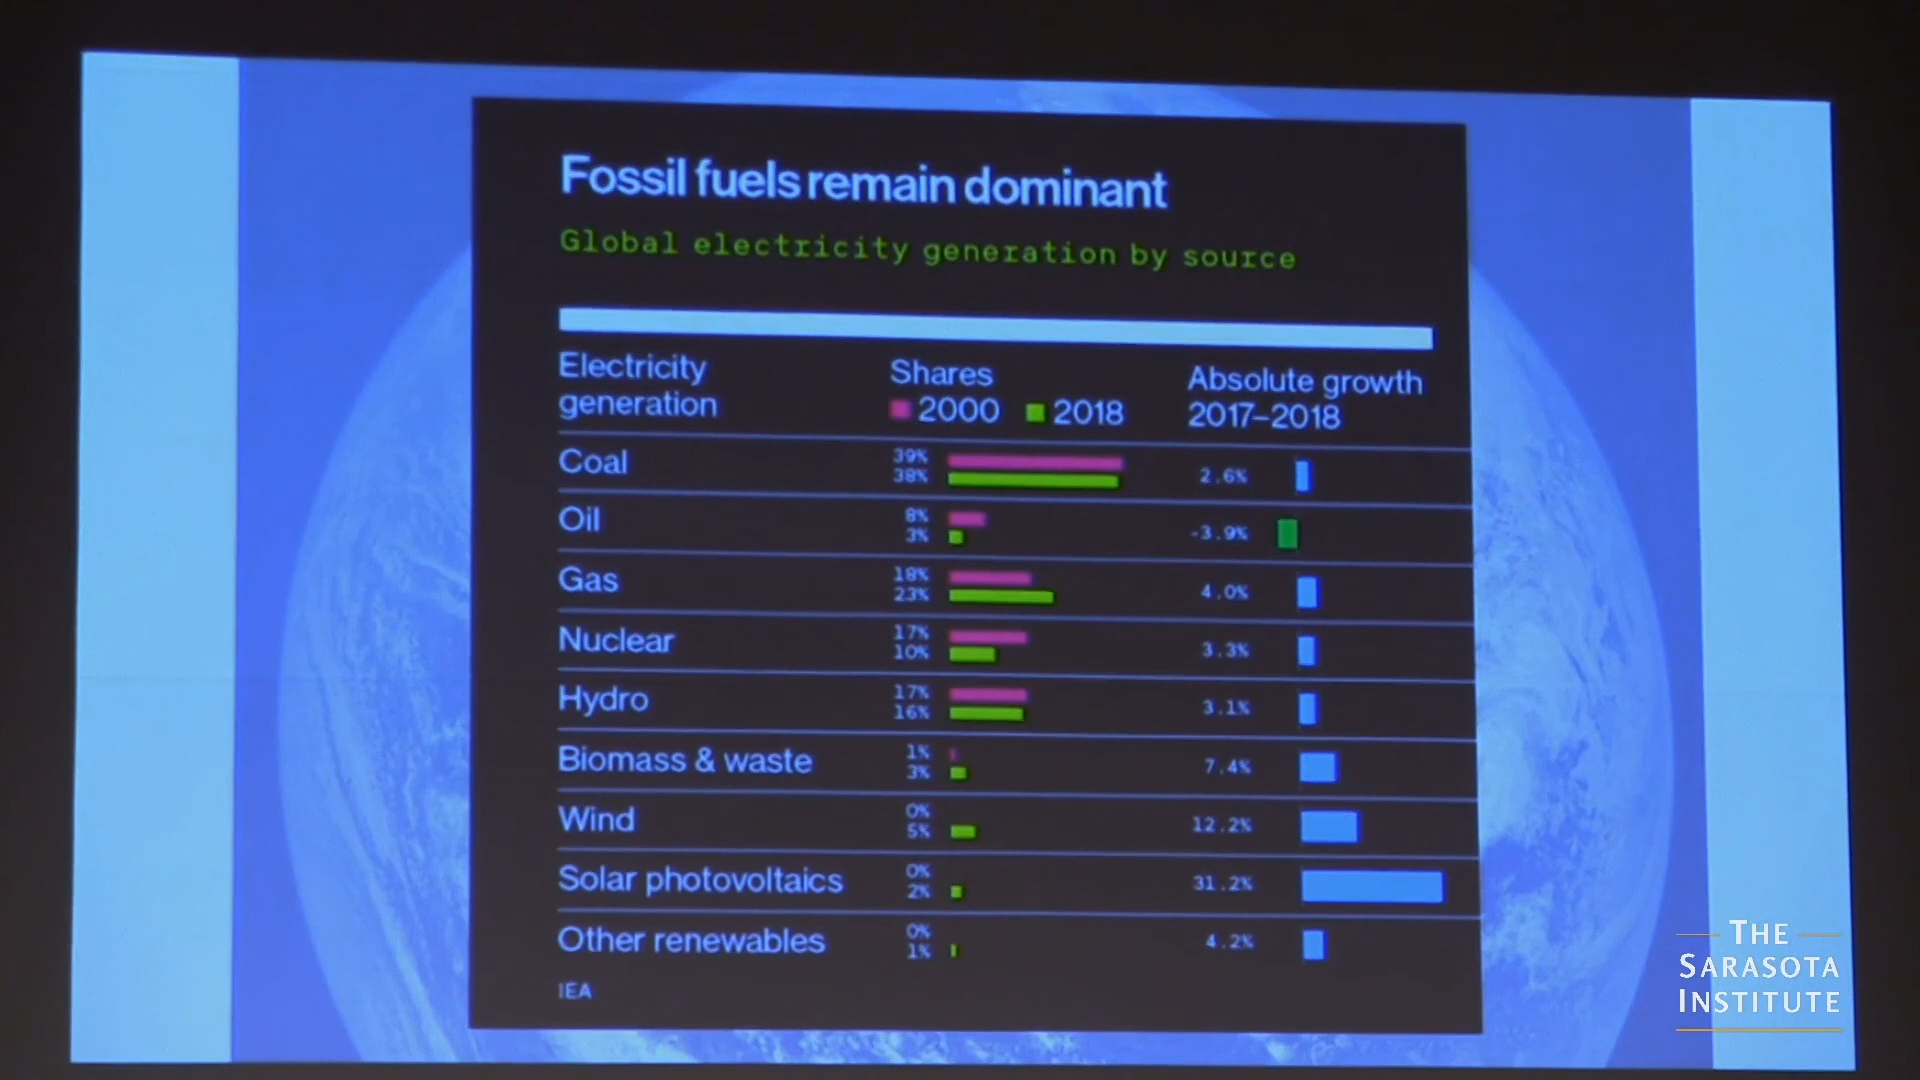 Fossil fuels remain dominant
Global electricity generation by source
Electricity generation
Shares
2000 2018
Absolute growth 2017–2018
Coal 39% 38% 2.6%
Oil 8% 3% -3.9%
Gas 18% 23% 4.0%
Nuclear 17% 10% 3.3%
Hydro 17% 16% 3.1%
Biomass & waste 1% 3% 7.4%
Wind 0% 5% 12.2%
Solar photovoltaics 0% 2% 31.2%
Other renewables 0% 1% 4.2%
IEA
THE
SARASOTA
INSTITUTE